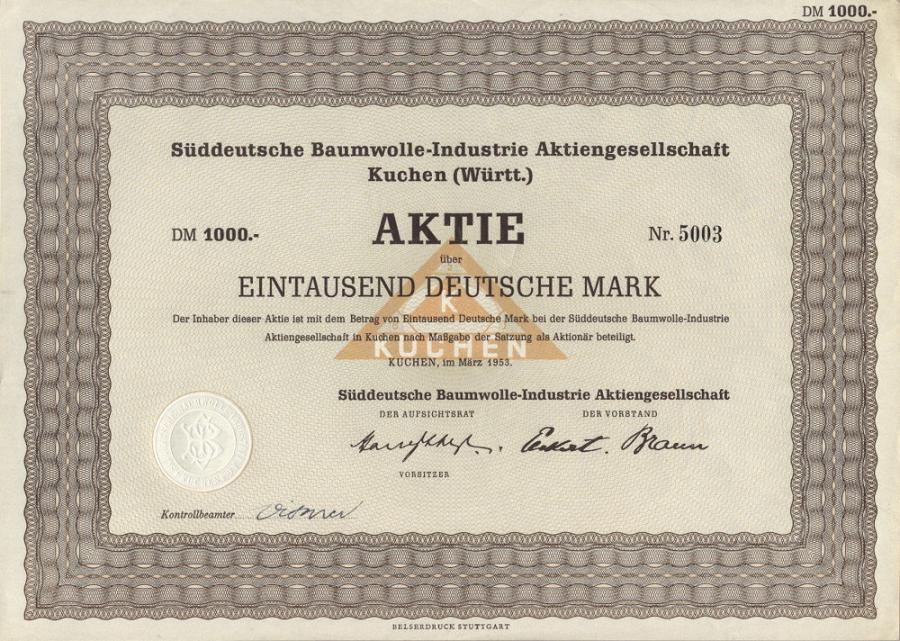 DM 1000.-
Süddeutsche Baumwolle-Industrie Aktiengesellschaft
Kuchen (Württ.)
DM 1000.- AKTIE Nr. 5003
über
EINTAUSEND DEUTSCHE MARK
K
Der Inhaber dieser Aktie ist mit dem Betrag von Eintausend Deutsche Mark bei der Süddeutsche Baumwolle-Industrie
Aktiengesellschaft in Kuchen nach Maßgabe der Satzung als Aktionär beteiligt.
KUCHEN
KUCHEN, im März 1953.
Süddeutsche Baumwolle-Industrie Aktiengesellschaft
DER AUFSICHTSRAT DER VORSTAND
Eckert. Braun
VORSITZER
Kontrollbeamter
BELSERDRUCK STUTTGART